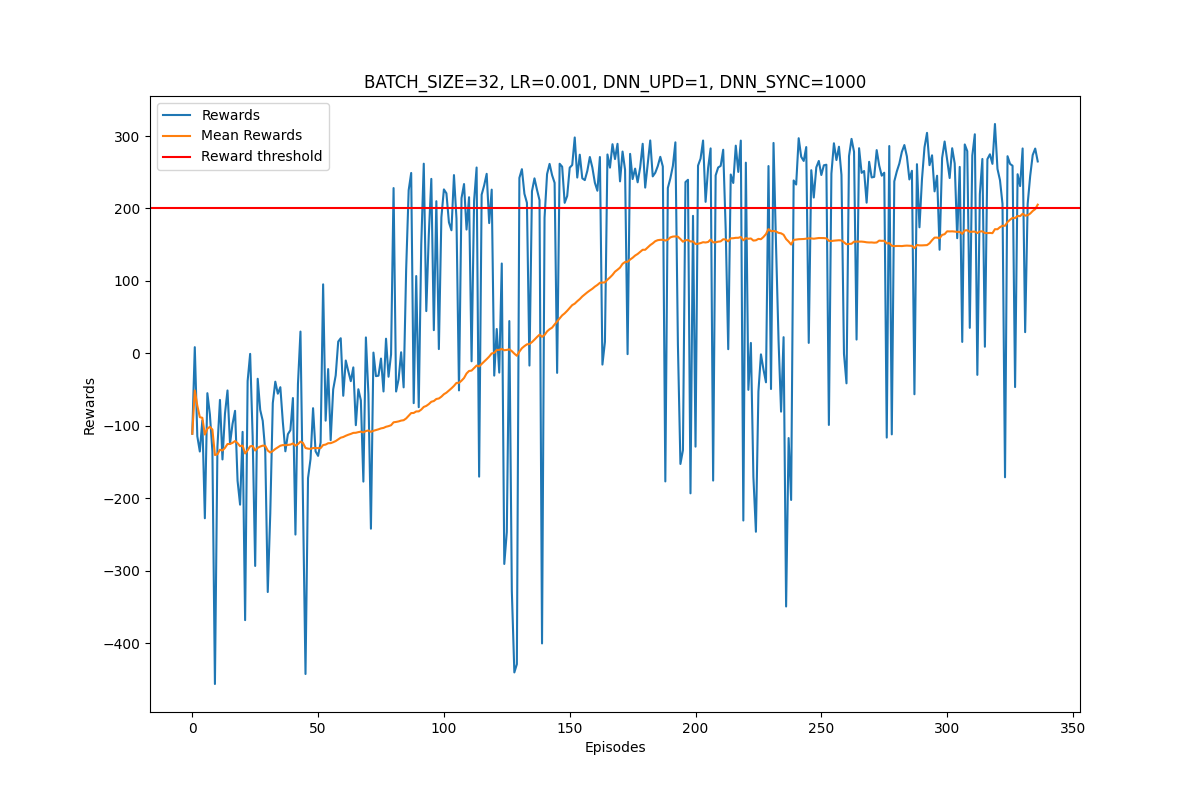 BATCH_SIZE=32, LR=0.001, DNN_UPD=1, DNN_SYNC=1000
Rewards
Mean Rewards
Reward threshold
300
200
100
0
−100
−200
−300
−400
Rewards
0 50 100 150 200 250 300 350
Episodes